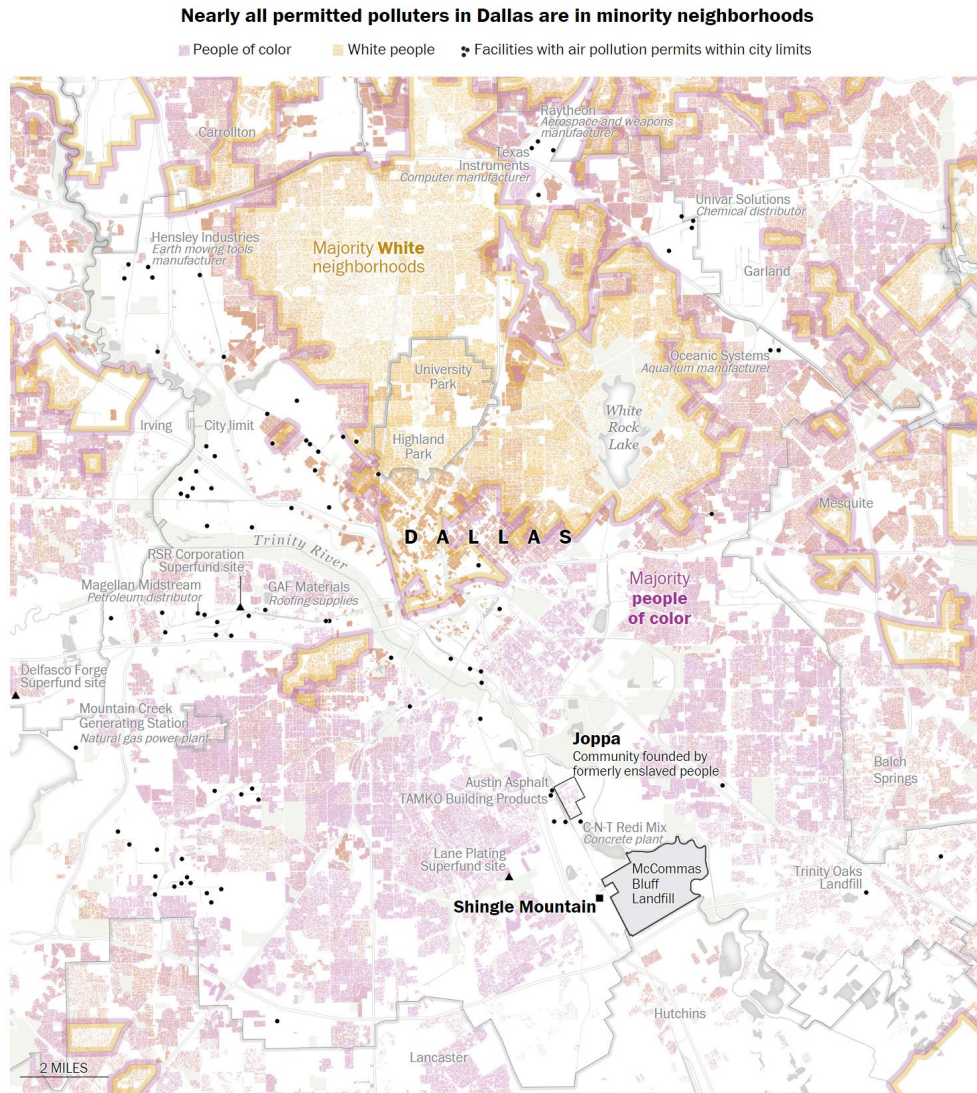 Nearly all permitted polluters in Dallas are in minority neighborhoods
People of color White people Facilities with air pollution permits within city limits
Carrollton
Raytheon
Aerospace and weapons
manufacturer
Texas
Instruments
Computer manufacturer
Univar Solutions
Chemical distributor
Hensley Industries
Earth moving tools
manufacturer
Majority White
neighborhoods
Garland
University
Park
Oceanic Systems
Aquarium manufacturer
White
Rock
Lake
Irving
City limit
Highland
Park
Mesquite
DALLAS
Trinity River
RSR Corporation
Superfund site
Magellan Midstream
Petroleum distributor
GAF Materials
Roofing supplies
Majority
people
of color
Delfasco Forge
Superfund site
Mountain Creek
Generating Station
Natural gas power plant
Joppa
Community founded by
formerly enslaved people
Balch
Springs
Austin Asphalt
TAMKO Building Products
C-N-T Redi Mix
Concrete plant
Lane Plating
Superfund site
McCommas
Bluff
Landfill
Trinity Oaks
Landfill
Shingle Mountain
Hutchins
Lancaster
2 MILES